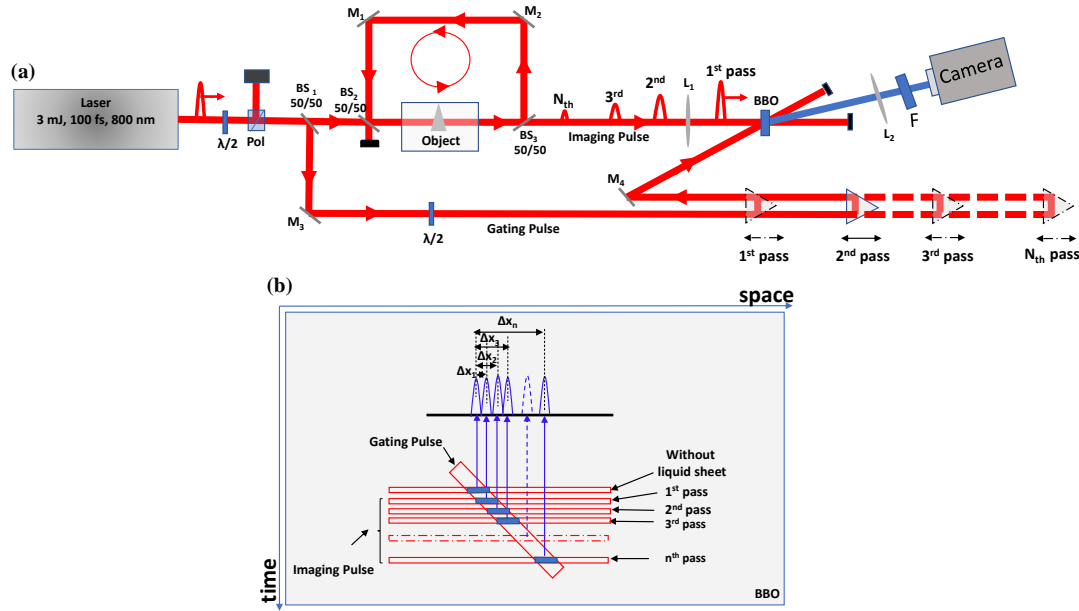 (a)
Laser
3 mJ, 100 fs, 800 nm
λ/2
Pol
BS 1
50/50
M1
M2
BS2
50/50
Object
BS3
50/50
Nth
3rd
2nd
L1
1st pass
Imaging Pulse
BBO
L2
F
Camera
M3
λ/2
Gating Pulse
M4
1st pass
2nd pass
3rd pass
Nth pass
(b)
space
time
Δxn
Δx3
Δx2
Δx1
Gating Pulse
Without
liquid sheet
1st pass
2nd pass
3rd pass
nth pass
Imaging Pulse
BBO